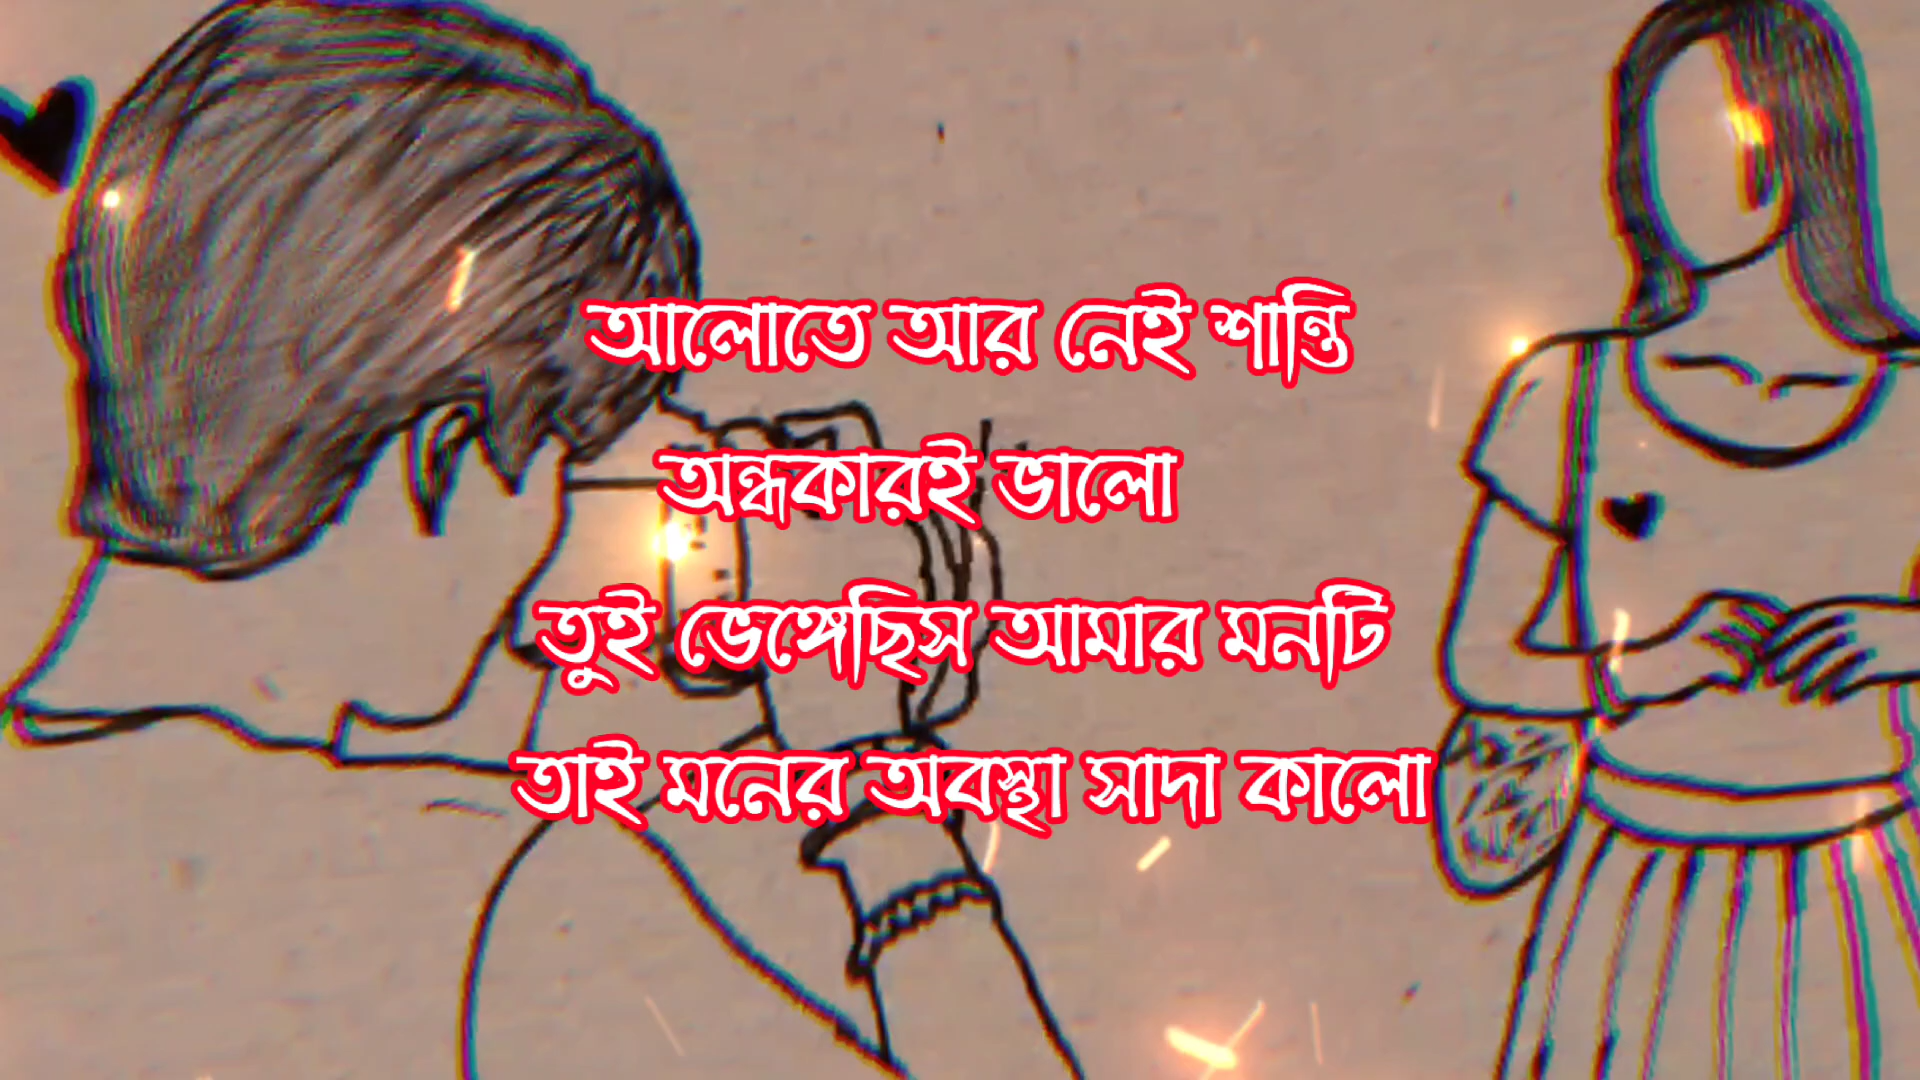 আলোতে আর নেই শান্তি
অন্ধকারই ভালো
তুই ভেঙ্গেছিস আমার মনটি
তাই মনের অবস্থা সাদা কালো